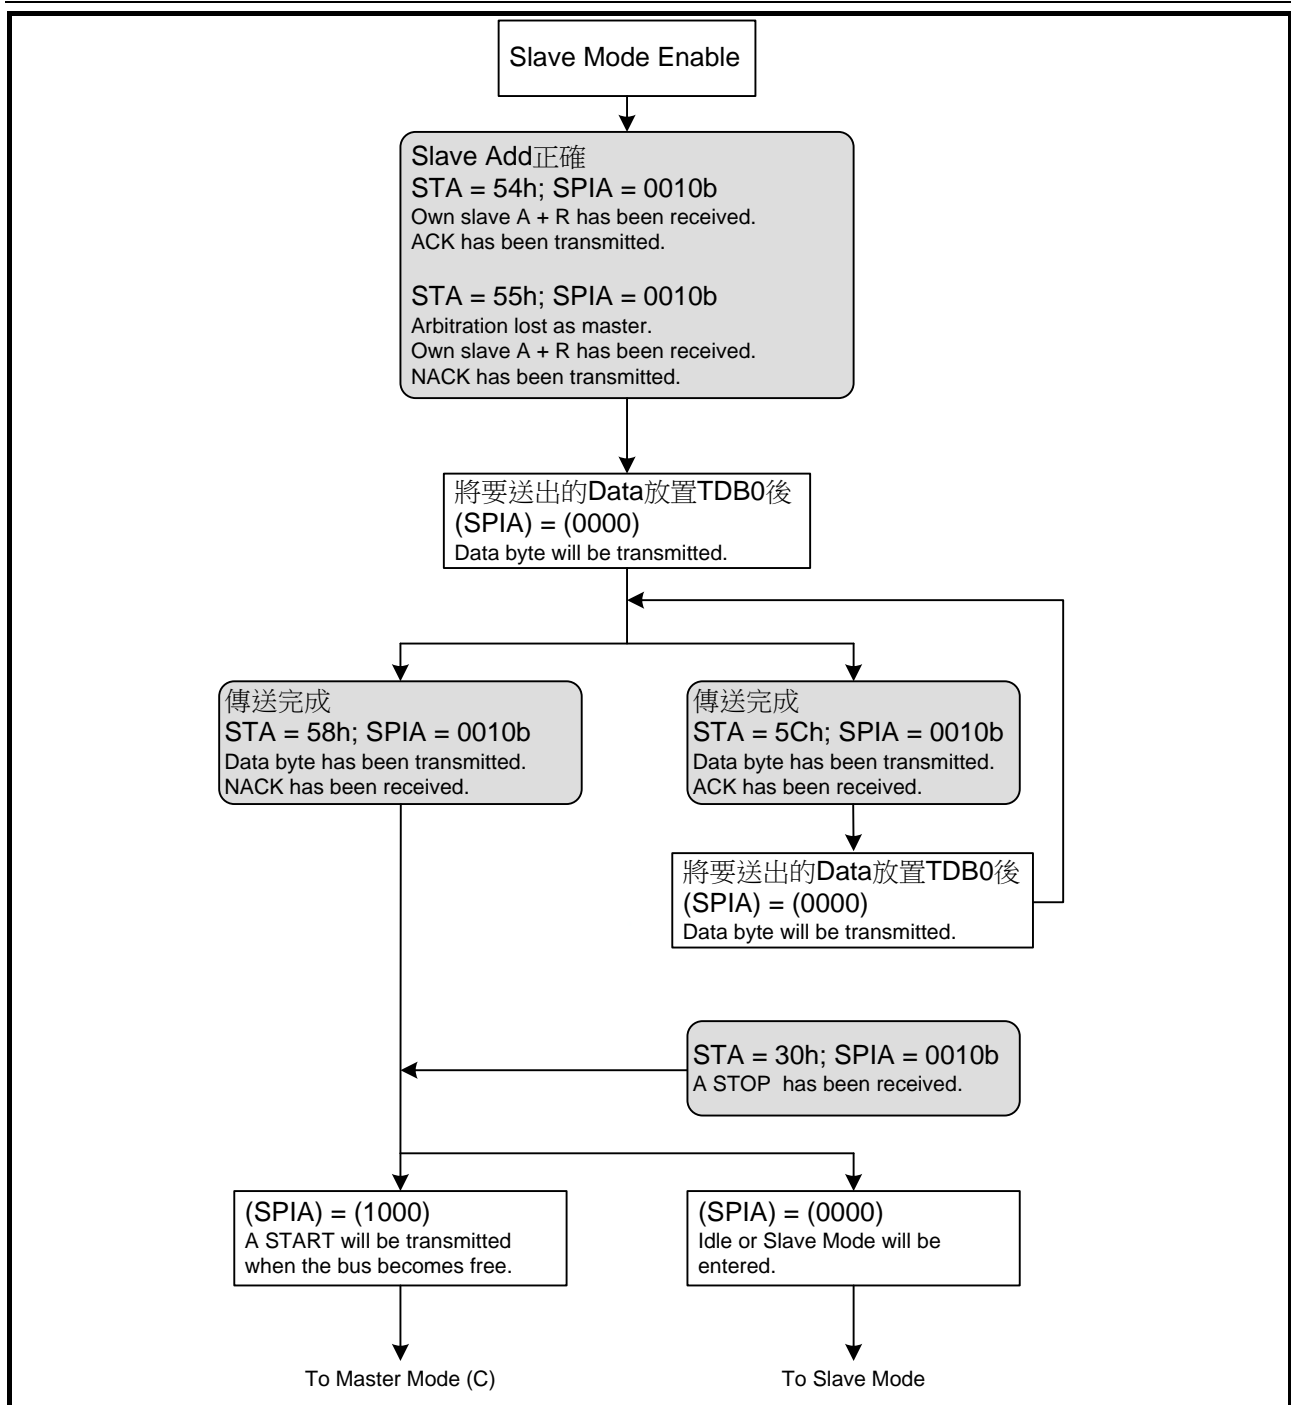 Slave Mode Enable
Slave Add正確
STA = 54h; SPIA = 0010b
Own slave A + R has been received.
ACK has been transmitted.
STA = 55h; SPIA = 0010b
Arbitration lost as master.
Own slave A + R has been received.
NACK has been transmitted.
將要送出的Data放置TDB0後
(SPIA) = (0000)
Data byte will be transmitted.
傳送完成
STA = 58h; SPIA = 0010b
Data byte has been transmitted.
NACK has been received.
傳送完成
STA = 5Ch; SPIA = 0010b
Data byte has been transmitted.
ACK has been received.
將要送出的Data放置TDB0後
(SPIA) = (0000)
Data byte will be transmitted.
STA = 30h; SPIA = 0010b
A STOP has been received.
(SPIA) = (1000)
A START will be transmitted
when the bus becomes free.
(SPIA) = (0000)
Idle or Slave Mode will be
entered.
To Master Mode (C)
To Slave Mode